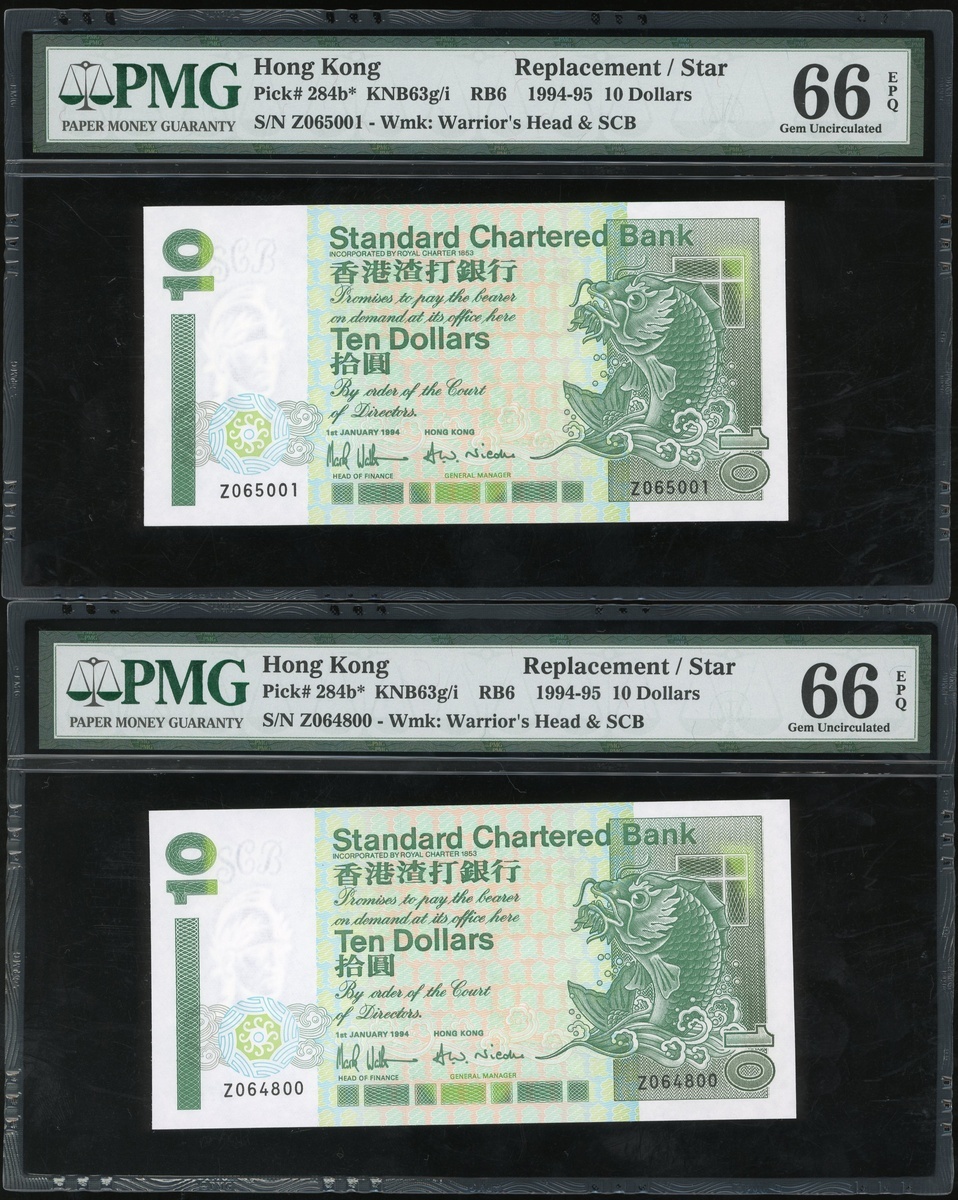 PMG
PAPER MONEY GUARANTY
Hong Kong Replacement / Star
Pick# 284b* KNB63g/i RB6 1994-95 10 Dollars
S/N Z065001 - Wmk: Warrior's Head & SCB
66 EPQ
Gem Uncirculated
10
SCB
Standard Chartered Bank
INCORPORATED BY ROYAL CHARTER 1853
香港渣打銀行
Promises to pay the bearer
on demand at its office here
Ten Dollars
拾圓
By order of the Court
of Directors.
1st JANUARY 1994 HONG KONG
HEAD OF FINANCE GENERAL MANAGER
Z065001 Z065001
10
PMG
PAPER MONEY GUARANTY
Hong Kong Replacement / Star
Pick# 284b* KNB63g/i RB6 1994-95 10 Dollars
S/N Z064800 - Wmk: Warrior's Head & SCB
66 EPQ
Gem Uncirculated
10
SCB
Standard Chartered Bank
INCORPORATED BY ROYAL CHARTER 1853
香港渣打銀行
Promises to pay the bearer
on demand at its office here
Ten Dollars
拾圓
By order of the Court
of Directors.
1st JANUARY 1994 HONG KONG
HEAD OF FINANCE GENERAL MANAGER
Z064800 Z064800
10